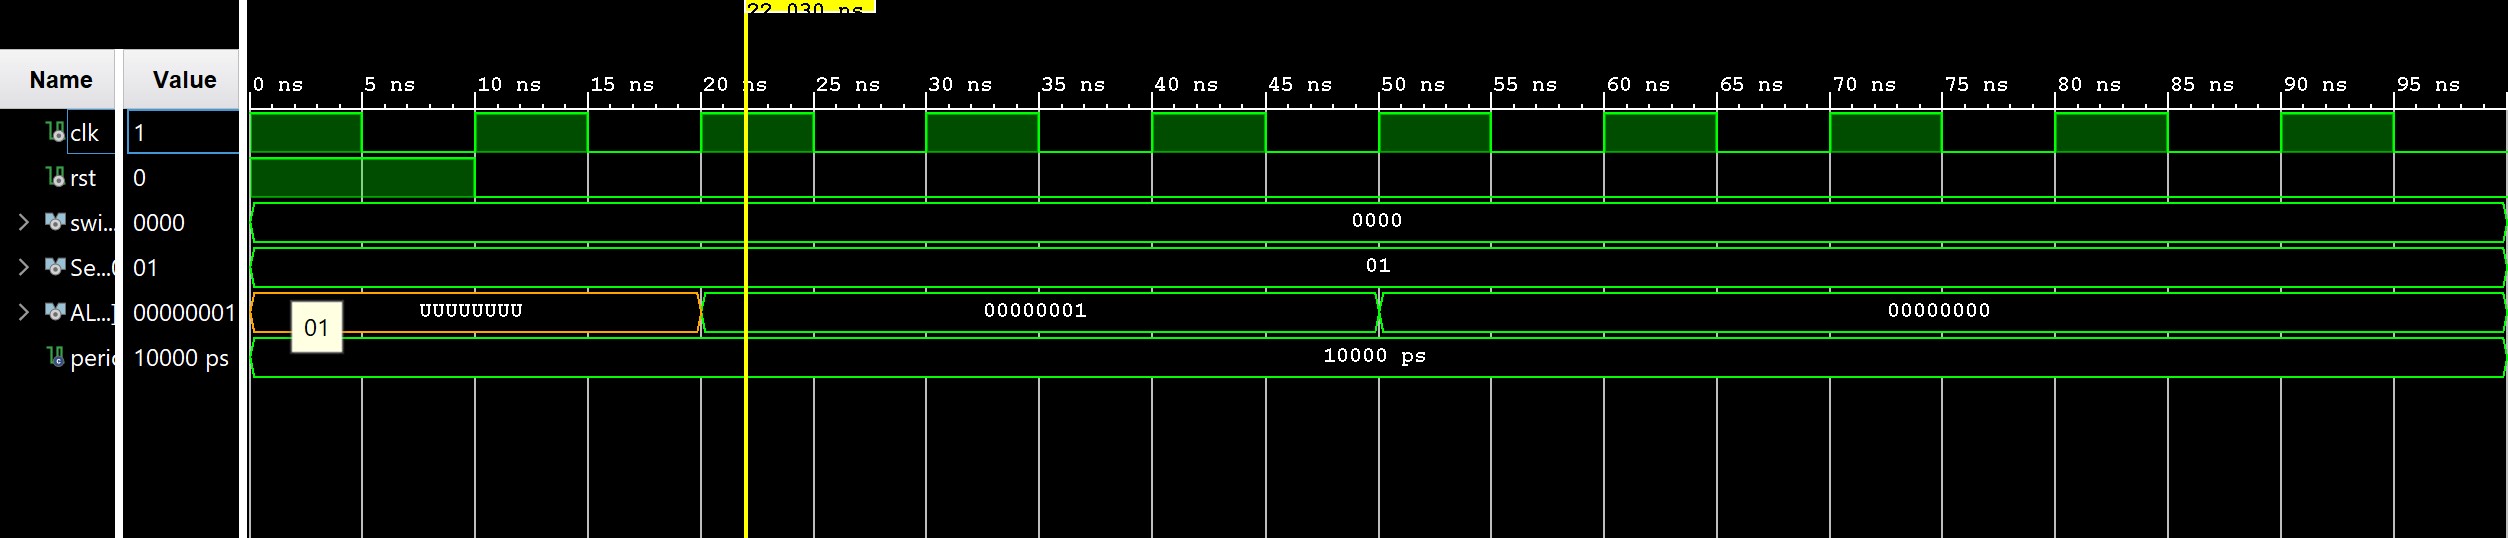 22.030 ns
Name Value 0 ns 5 ns 10 ns 15 ns 20 ns 25 ns 30 ns 35 ns 40 ns 45 ns 50 ns 55 ns 60 ns 65 ns 70 ns 75 ns 80 ns 85 ns 90 ns 95 ns
clk 1
rst 0
swi... 0000 0000
Se...( 01 01
AL...] 00000001 UUUUUUUUU 00000001 00000000
01
peri 10000 ps 10000 ps